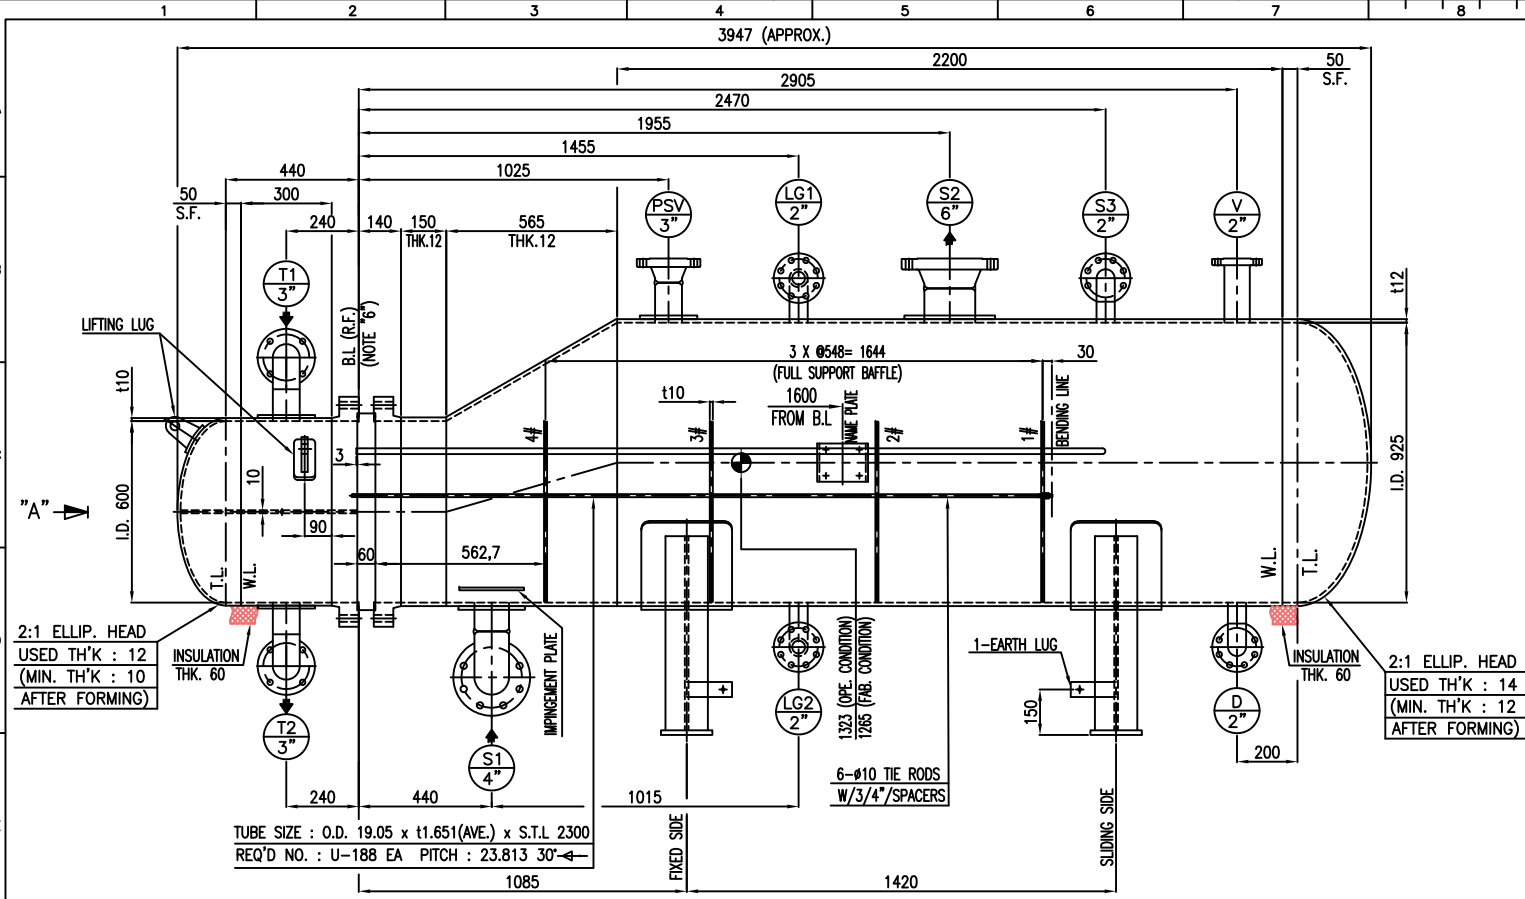 1 2 3 4 5 6 7 8
3947 (APPROX.)
2200
50
S.F.
2905
2470
1955
1455
440
1025
50
S.F.
300
240
140
150
THK.12
565
THK.12
PSV
3"
LG1
2"
S2
6"
S3
2"
V
2"
T1
3"
B.L (R.F.)
(NOTE "6")
t12
LIFTING LUG
3 X @548= 1644
(FULL SUPPORT BAFFLE)
30
t10
t10
1600
FROM B.L
NAME PLATE
BENDING LINE
4#
3#
2#
1#
3
10
I.D. 600
I.D. 925
"A"
90
60
562,7
T.L.
W.L.
W.L.
T.L.
2:1 ELLIP. HEAD
USED TH'K : 12
(MIN. TH'K : 10
AFTER FORMING)
INSULATION
THK. 60
IMPINGEMENT PLATE
1323 (OPE. CONDITION)
1265 (FAB. CONDITION)
1-EARTH LUG
150
INSULATION
THK. 60
2:1 ELLIP. HEAD
USED TH'K : 14
(MIN. TH'K : 12
AFTER FORMING)
T2
3"
S1
4"
LG2
2"
D
2"
200
6-ø10 TIE RODS
W/3/4"/SPACERS
240
440
1015
TUBE SIZE : O.D. 19.05 x t1.651(AVE.) x S.T.L 2300
REQ'D NO. : U-188 EA PITCH : 23.813 30°
FIXED SIDE
SLIDING SIDE
1085
1420